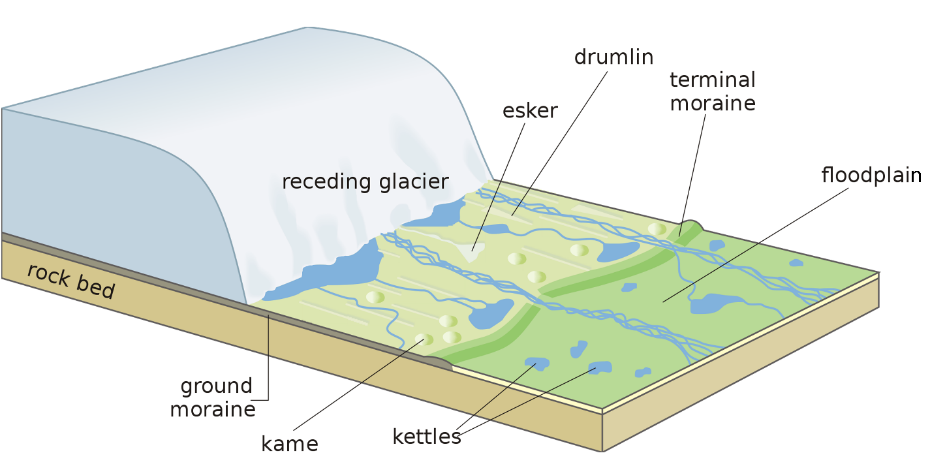 drumlin
terminal
moraine
esker
floodplain
receding glacier
rock bed
ground
moraine
kame
kettles